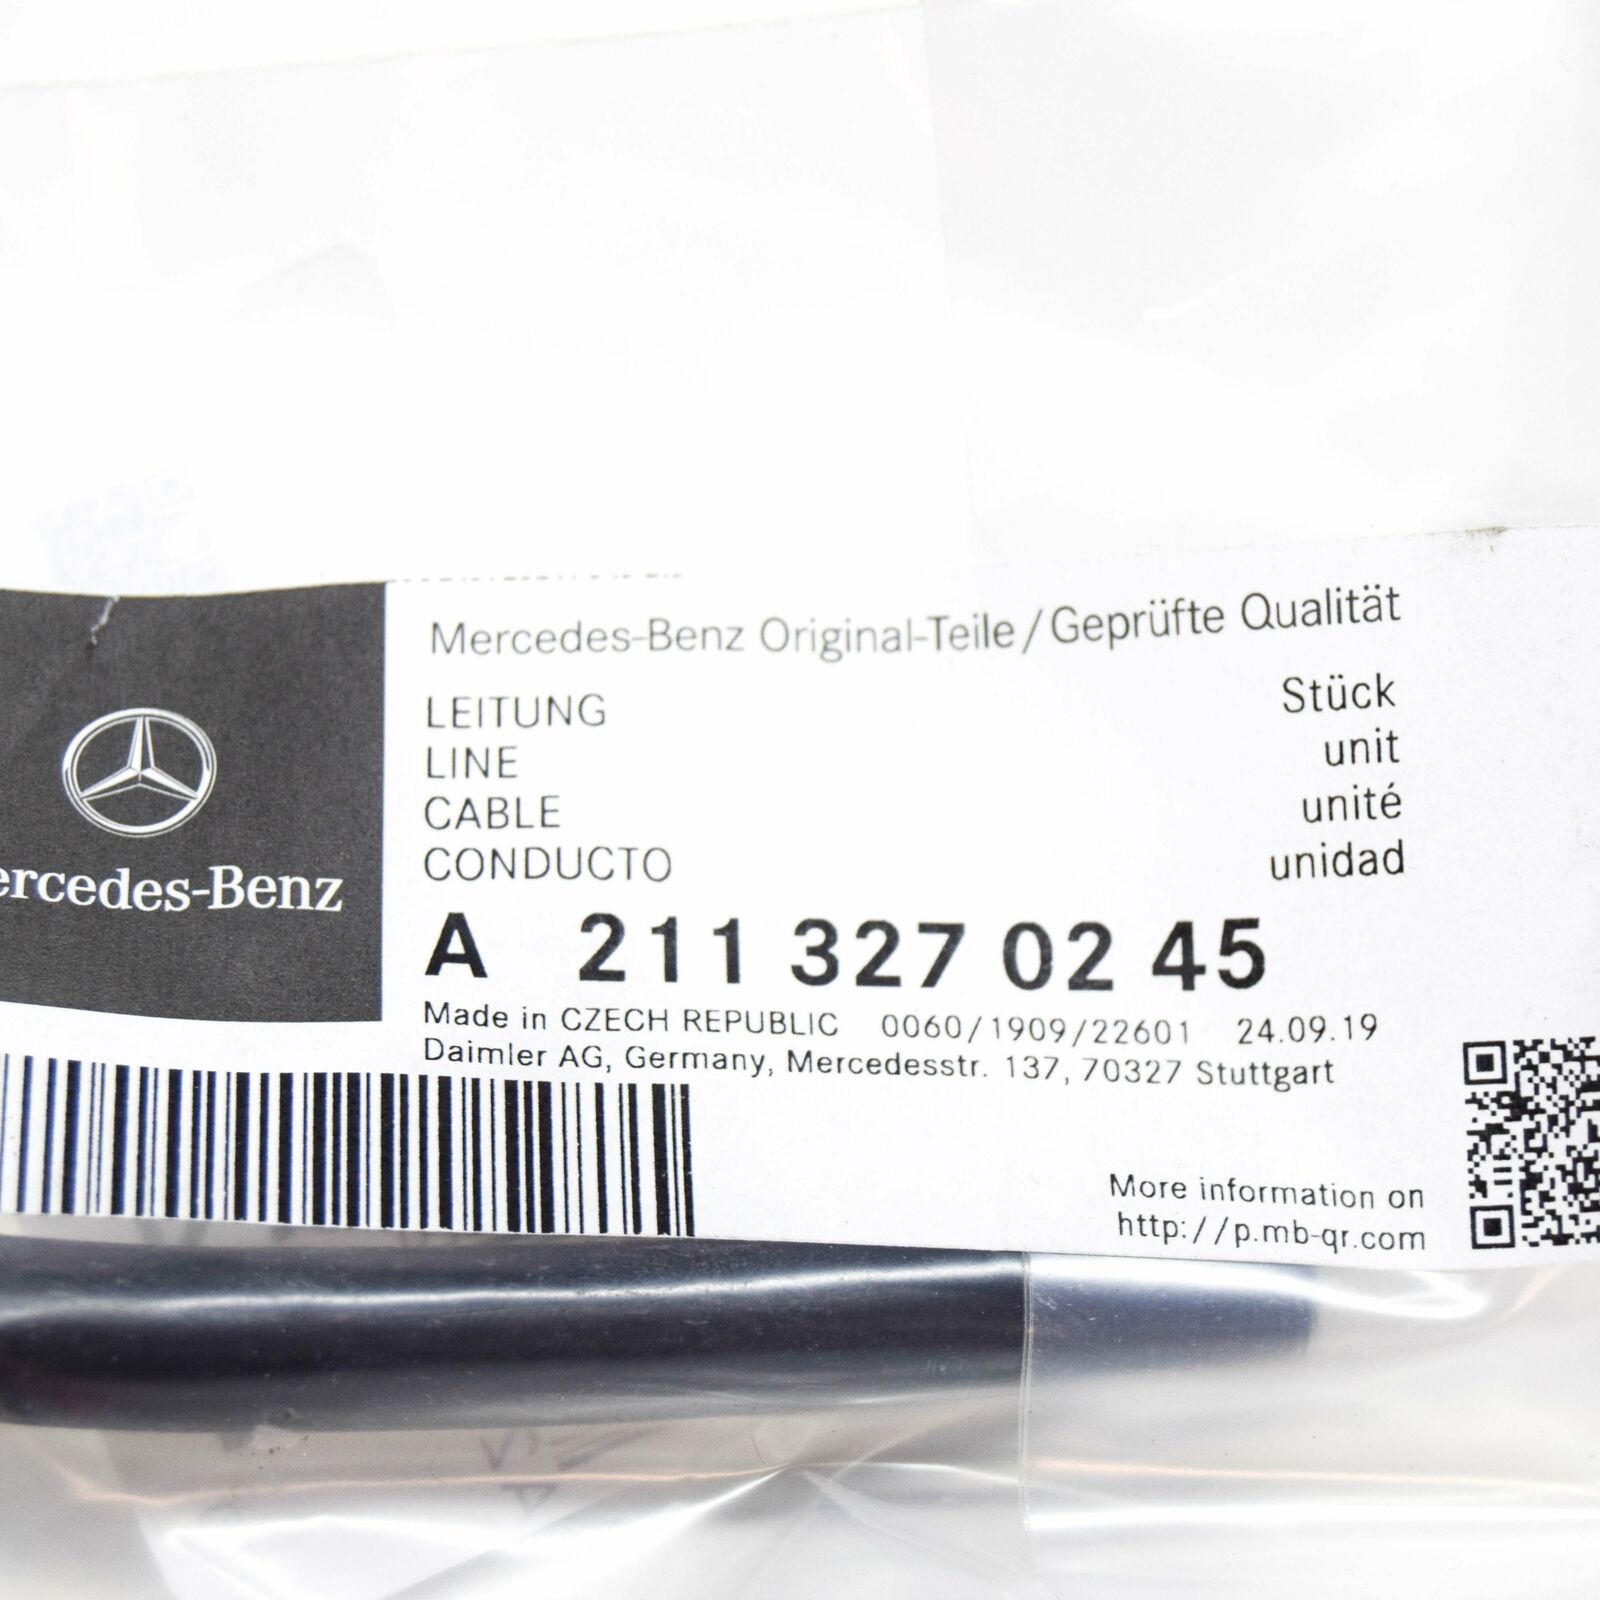 Mercedes-Benz Original-Teile/Geprüfte Qualität
LEITUNG
LINE
CABLE
CONDUCTO
Stück
unit
unité
unidad
ercedes-Benz
A 211 327 02 45
Made in CZECH REPUBLIC 0060/1909/22601 24.09.19
Daimler AG, Germany, Mercedesstr. 137, 70327 Stuttgart
More information on
http://p.mb-qr.com